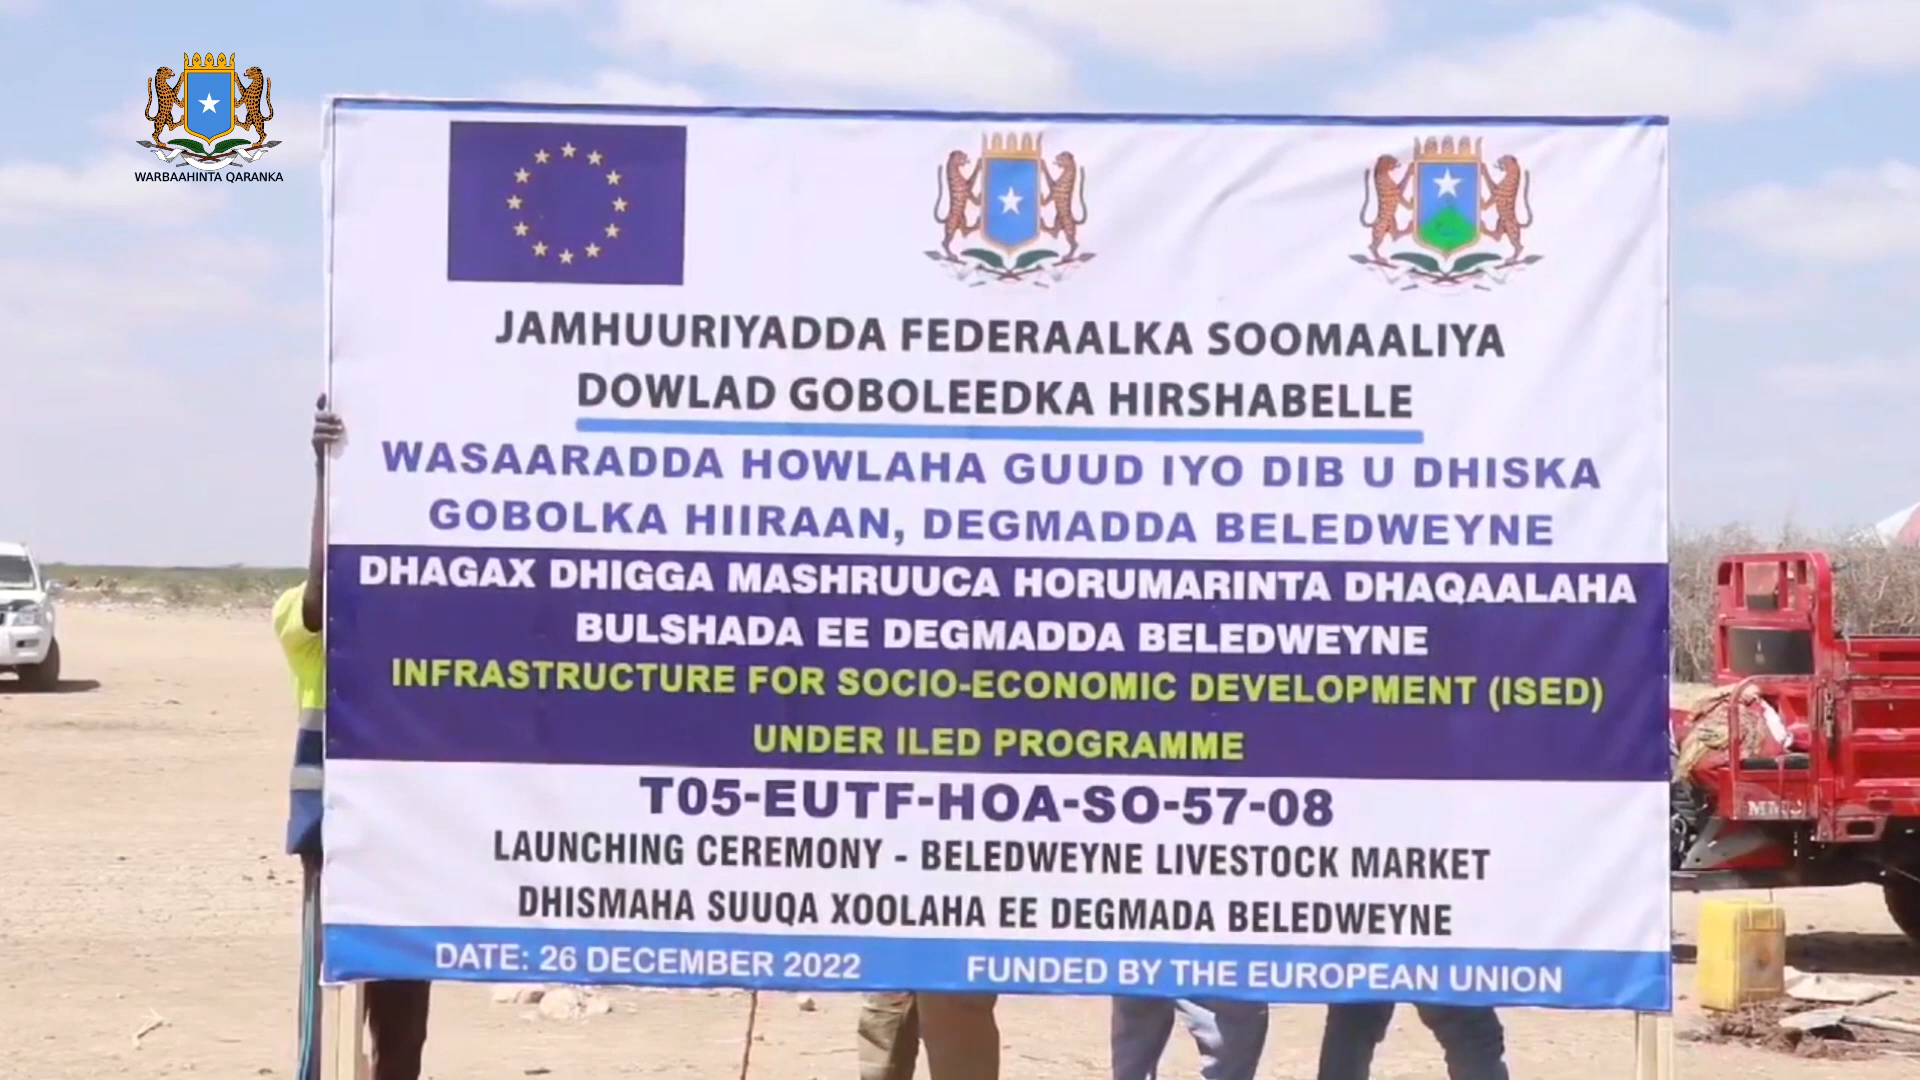 WARBAAHINTA QARANKA
JAMHUURIYADDA FEDERAALKA SOOMAALIYA
DOWLAD GOBOLEEDKA HIRSHABELLE
WASAARADDA HOWLAHA GUUD IYO DIB U DHISKA
GOBOLKA HIIRAAN, DEGMADDA BELEDWEYNE
DHAGAX DHIGGA MASHRUUCA HORUMARINTA DHAQAALAHA
BULSHADA EE DEGMADDA BELEDWEYNE
INFRASTRUCTURE FOR SOCIO-ECONOMIC DEVELOPMENT (ISED)
UNDER ILED PROGRAMME
T05-EUTF-HOA-SO-57-08
LAUNCHING CEREMONY - BELEDWEYNE LIVESTOCK MARKET
DHISMAHA SUUQA XOOLAHA EE DEGMADA BELEDWEYNE
DATE: 26 DECEMBER 2022 FUNDED BY THE EUROPEAN UNION